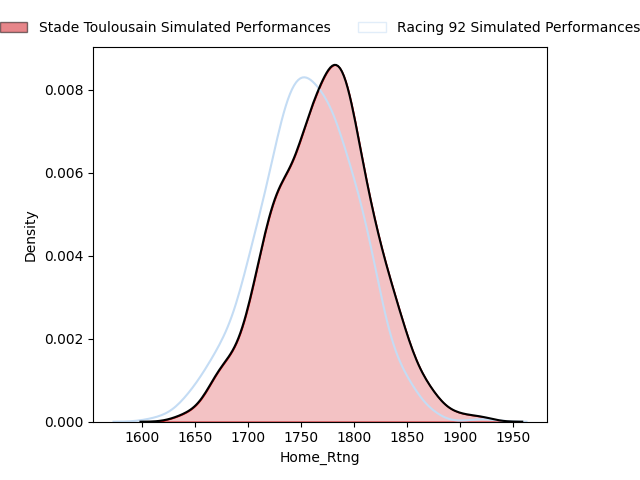 Stade Toulousain Simulated Performances Racing 92 Simulated Performances
0.008
0.006
0.004
0.002
0.000
Density
1600 1650 1700 1750 1800 1850 1900 1950
Home_Rtng